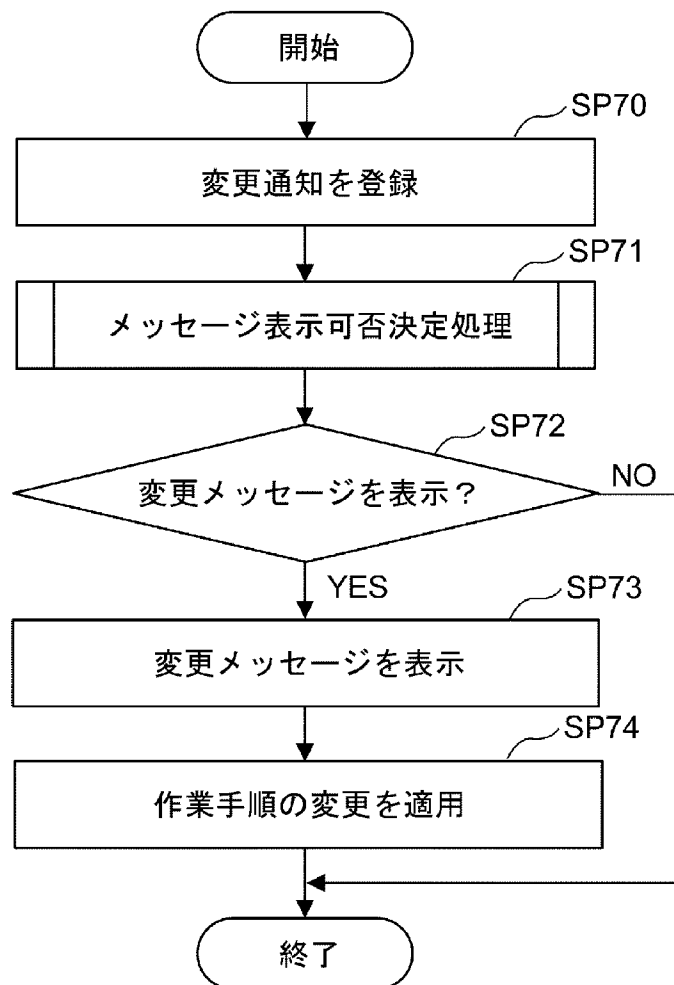 開始
SP70
変更通知を登録
SP71
メッセージ表示可否決定処理
SP72
変更メッセージを表示？
NO
YES
SP73
変更メッセージを表示
SP74
作業手順の変更を適用
終了